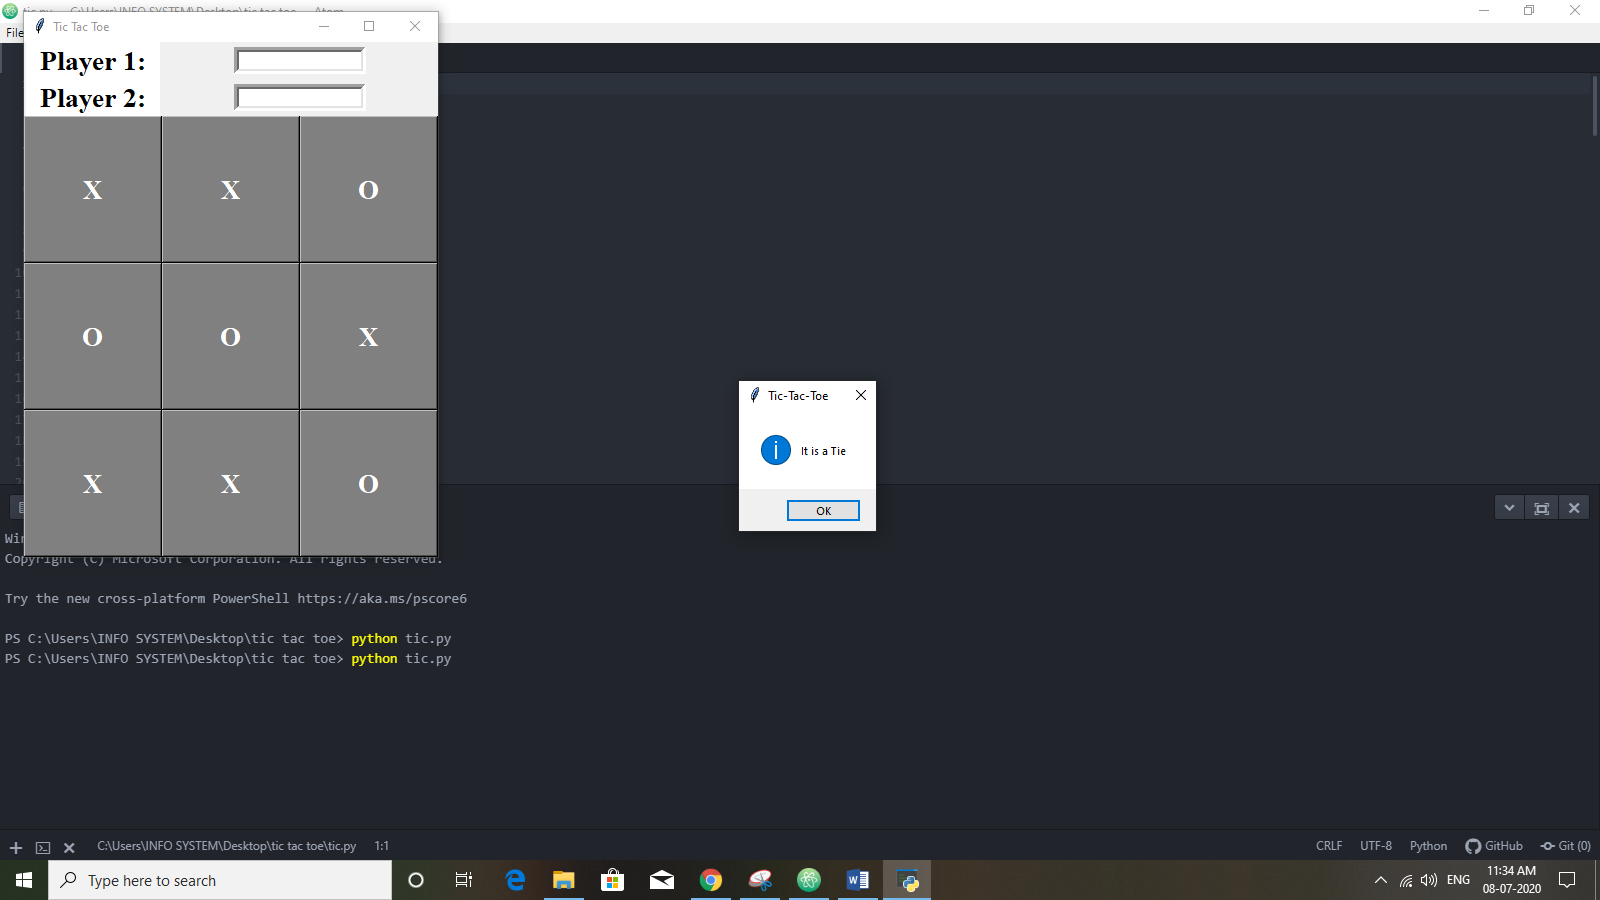 Tic Tac Toe
File
Player 1:
Player 2:
X X O
O O X
X X O
Tic-Tac-Toe
It is a Tie
OK
Copyright (C) Microsoft Corporation. All rights reserved.
Try the new cross-platform PowerShell https://aka.ms/pscore6
PS C:\Users\INFO SYSTEM\Desktop\tic tac toe> python tic.py
PS C:\Users\INFO SYSTEM\Desktop\tic tac toe> python tic.py
C:\Users\INFO SYSTEM\Desktop\tic tac toe\tic.py 1:1
CRLF UTF-8 Python GitHub Git (0)
Type here to search
ENG
11:34 AM
08-07-2020